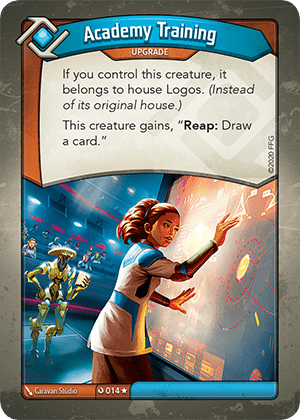 Academy Training
UPGRADE
If you control this creature, it
belongs to house Logos. (Instead
of its original house.)
This creature gains, “Reap: Draw
a card.”
©2020 FFG
Caravan Studio
014★